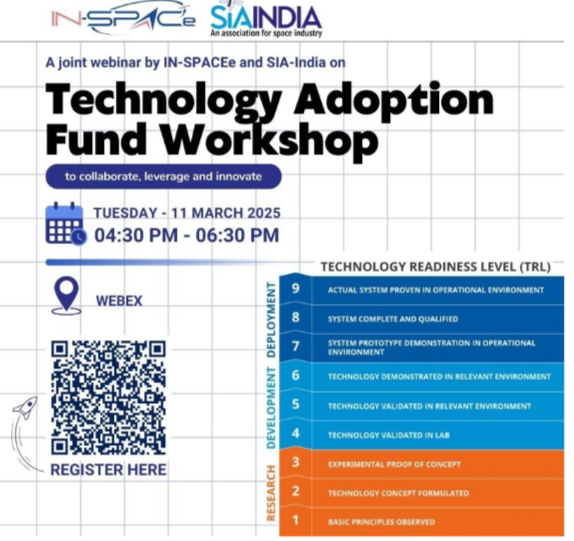 IN-SPACe
SIAINDIA
An association for space industry
A joint webinar by IN-SPACEe and SIA-India on
Technology Adoption
Fund Workshop
to collaborate, leverage and innovate
TUESDAY - 11 MARCH 2025
04:30 PM - 06:30 PM
WEBEX
REGISTER HERE
TECHNOLOGY READINESS LEVEL (TRL)
DEPLOYMENT
9 ACTUAL SYSTEM PROVEN IN OPERATIONAL ENVIRONMENT
8 SYSTEM COMPLETE AND QUALIFIED
7 SYSTEM PROTOTYPE DEMONSTRATION IN OPERATIONAL
ENVIRONMENT
DEVELOPMENT
6 TECHNOLOGY DEMONSTRATED IN RELEVANT ENVIRONMENT
5 TECHNOLOGY VALIDATED IN RELEVANT ENVIRONMENT
4 TECHNOLOGY VALIDATED IN LAB
RESEARCH
3 EXPERIMENTAL PROOF OF CONCEPT
2 TECHNOLOGY CONCEPT FORMULATED
1 BASIC PRINCIPLES OBSERVED